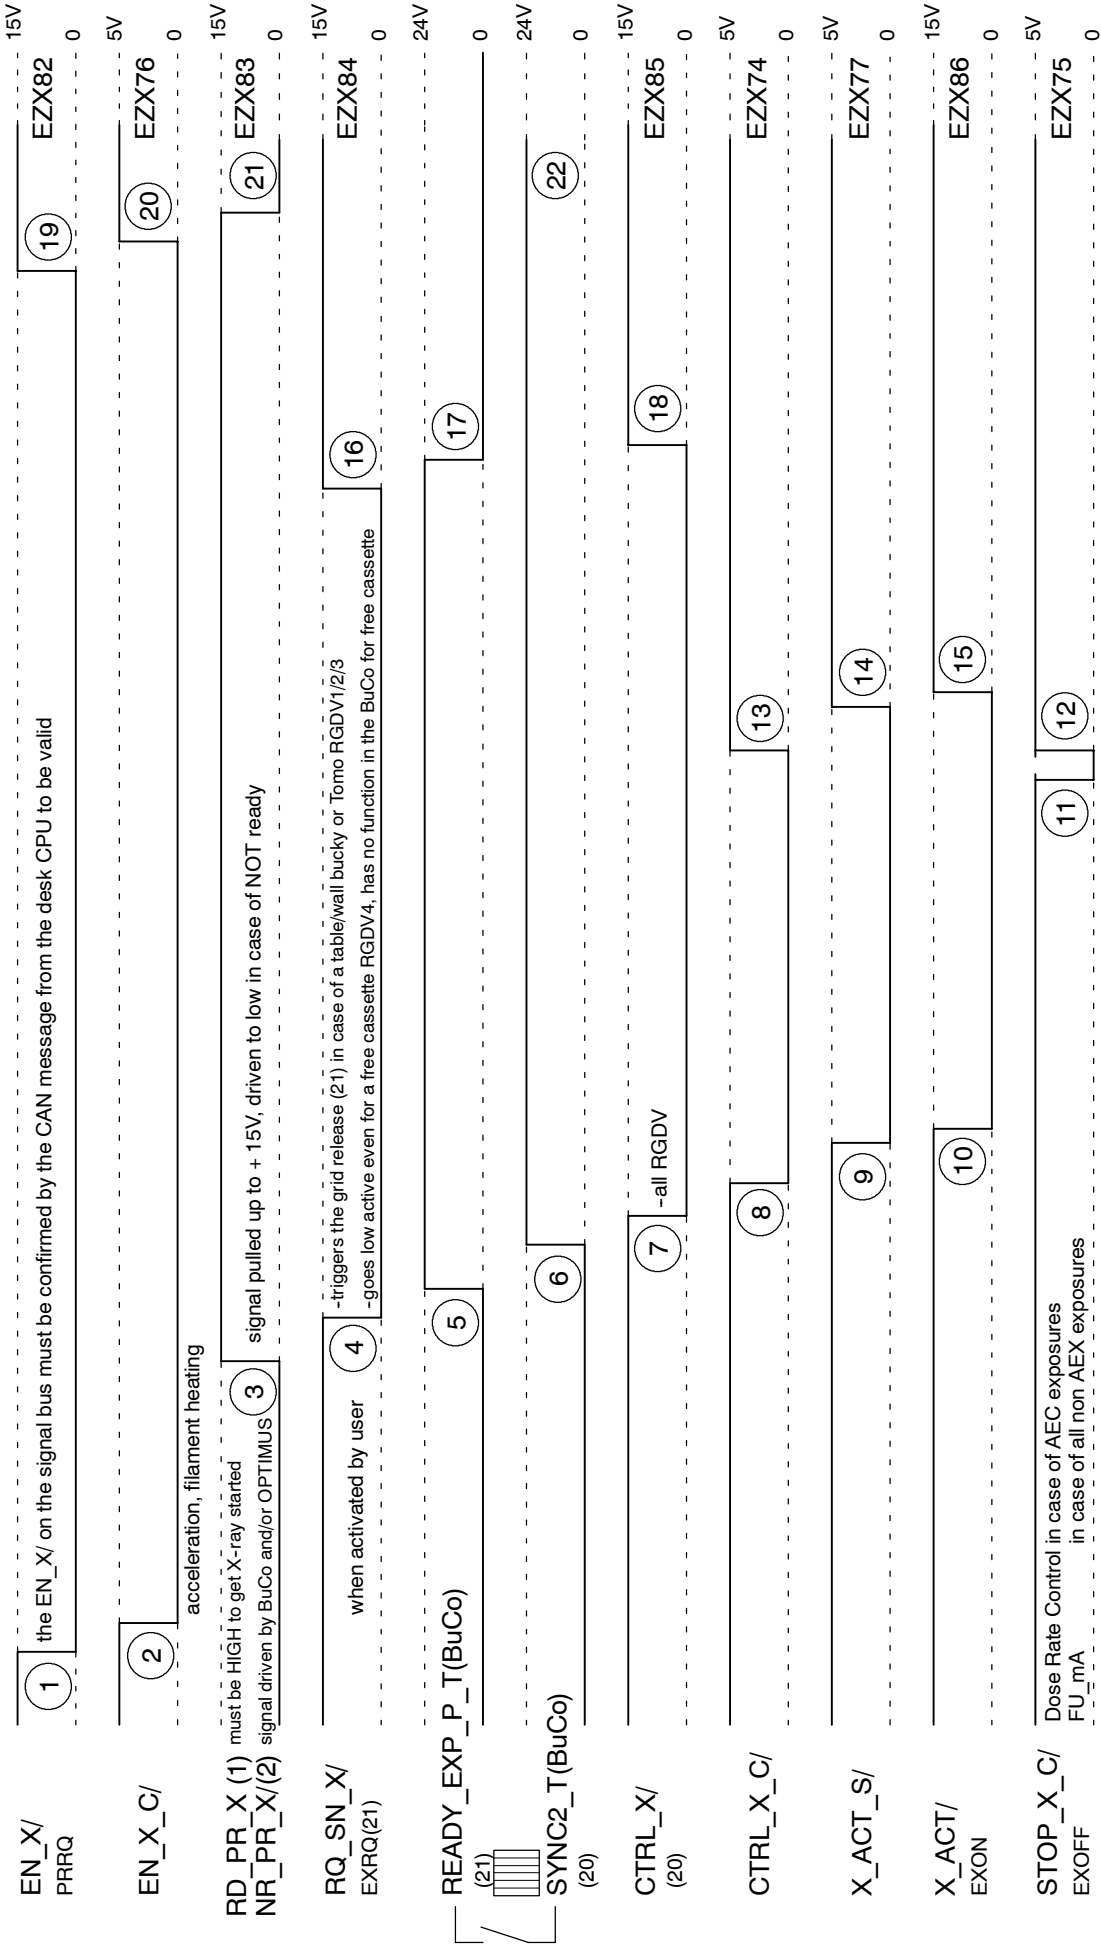 EN_X/
PRRQ
1
the EN_X/ on the signal bus must be confirmed by the CAN message from the desk CPU to be valid
19
EZX82
15V
0
EN_X_C/
2
acceleration, filament heating
20
EZX76
5V
0
RD_PR_X (1)
NR_PR_X/(2)
must be HIGH to get X-ray started
signal driven by BuCo and/or OPTIMUS
3
signal pulled up to + 15V, driven to low in case of NOT ready
21
EZX83
15V
0
RQ_SN_X/
EXRQ(21)
when activated by user
4
-triggers the grid release (21) in case of a table/wall bucky or Tomo RGDV1/2/3
-goes low active even for a free cassette RGDV4, has no function in the BuCo for free cassette
16
EZX84
15V
0
READY_EXP_P_T(BuCo)
(21)
5
17
24V
0
SYNC2_T(BuCo)
(20)
6
22
24V
0
CTRL_X/
(20)
7
-all RGDV
18
EZX85
15V
0
CTRL_X_C/
8
13
EZX74
5V
0
X_ACT_S/
9
14
EZX77
5V
0
X_ACT/
EXON
10
15
EZX86
15V
0
STOP_X_C/
EXOFF
Dose Rate Control in case of AEC exposures
FU_mA in case of all non AEX exposures
11
12
EZX75
5V
0